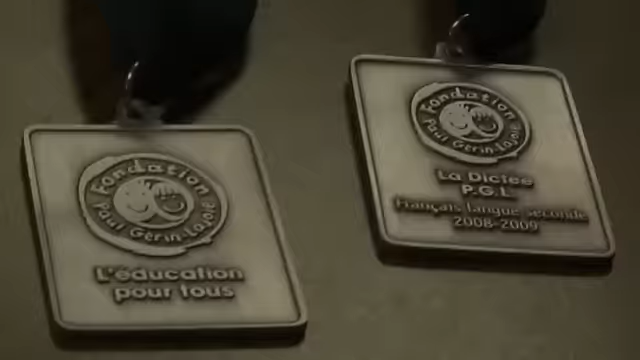 Fondation
Paul Gérin-Lajoie
L'éducation
pour tous
Fondation
Paul Gérin-Lajoie
La Dictée
P.G.L.
Français langue seconde
2008-2009